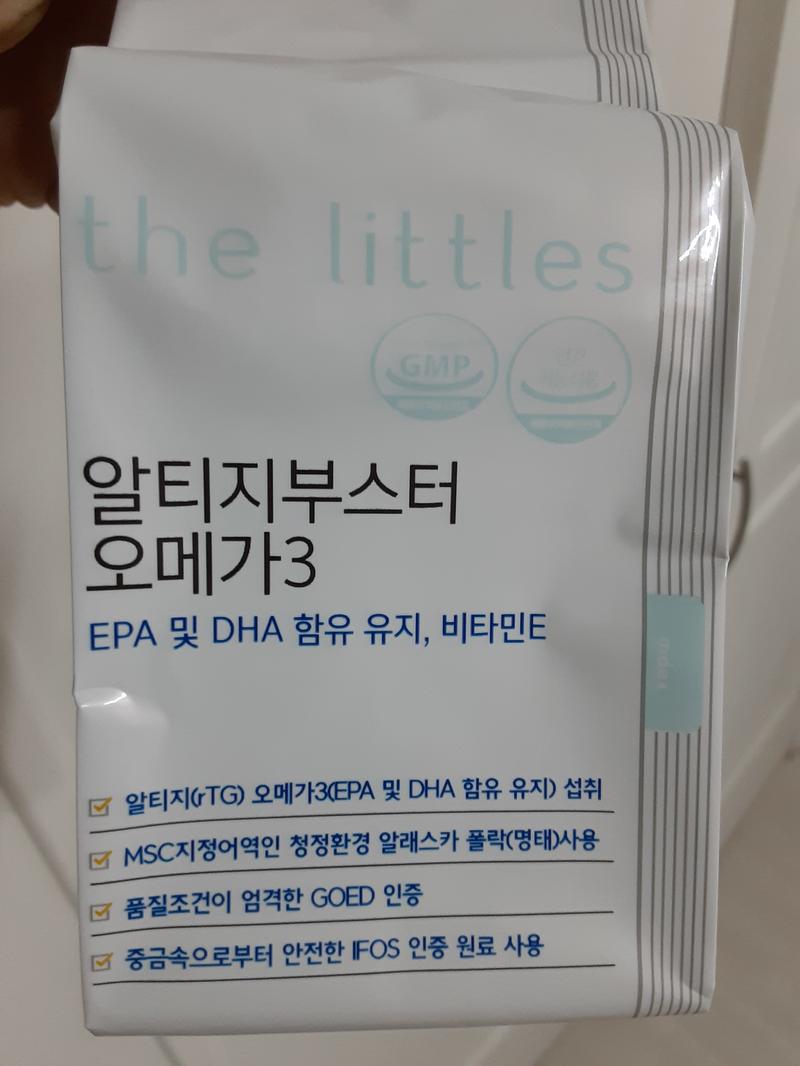 the littles
GMP
알티지부스터
오메가3
EPA 및 DHA 함유 유지, 비타민E
알티지(rTG) 오메가3(EPA 및 DHA 함유 유지) 섭취
MSC지정어역인 청정환경 알래스카 폴락(명태)사용
품질조건이 엄격한 GOED 인증
중금속으로부터 안전한 IFOS 인증 원료 사용